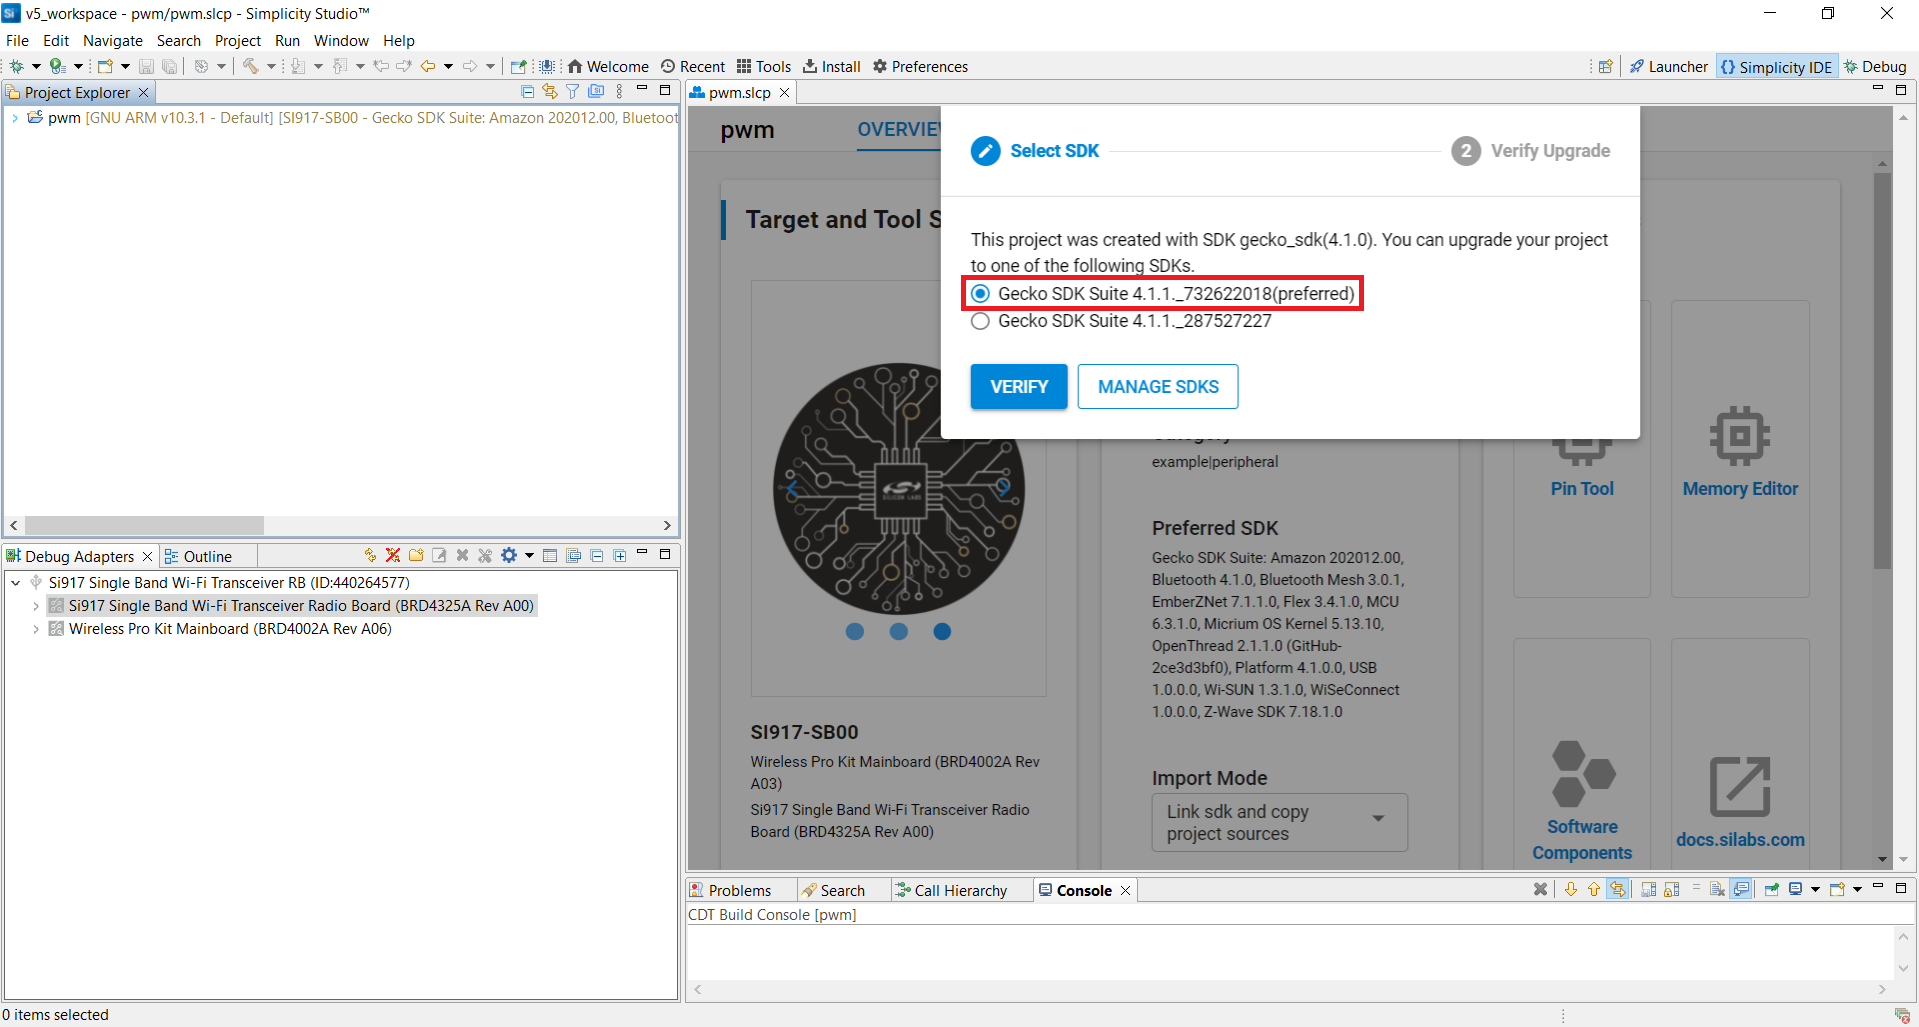 v5_workspace - pwm/pwm.slcp - Simplicity Studio™
File Edit Navigate Search Project Run Window Help
Welcome Recent Tools Install Preferences
Launcher {} Simplicity IDE Debug
Project Explorer
pwm [GNU ARM v10.3.1 - Default] [SI917-SB00 - Gecko SDK Suite: Amazon 202012.00, Bluetoot
Debug Adapters Outline
Si917 Single Band Wi-Fi Transceiver RB (ID:440264577)
Si917 Single Band Wi-Fi Transceiver Radio Board (BRD4325A Rev A00)
Wireless Pro Kit Mainboard (BRD4002A Rev A06)
pwm.slcp
pwm OVERVIE
Select SDK 2 Verify Upgrade
This project was created with SDK gecko_sdk(4.1.0). You can upgrade your project
to one of the following SDKs.
Gecko SDK Suite 4.1.1._732622018(preferred)
Gecko SDK Suite 4.1.1._287527227
VERIFY MANAGE SDKS
Target and Tool S
SILICON LABS
SI917-SB00
Wireless Pro Kit Mainboard (BRD4002A Rev
A03)
Si917 Single Band Wi-Fi Transceiver Radio
Board (BRD4325A Rev A00)
Category
example|peripheral
Preferred SDK
Gecko SDK Suite: Amazon 202012.00,
Bluetooth 4.1.0, Bluetooth Mesh 3.0.1,
EmberZNet 7.1.1.0, Flex 3.4.1.0, MCU
6.3.1.0, Micrium OS Kernel 5.13.10,
OpenThread 2.1.1.0 (GitHub-
2ce3d3bf0), Platform 4.1.0.0, USB
1.0.0.0, Wi-SUN 1.3.1.0, WiSeConnect
1.0.0.0, Z-Wave SDK 7.18.1.0
Import Mode
Link sdk and copy
project sources
Pin Tool
Memory Editor
Software
Components
docs.silabs.com
Problems Search Call Hierarchy Console
CDT Build Console [pwm]
0 items selected